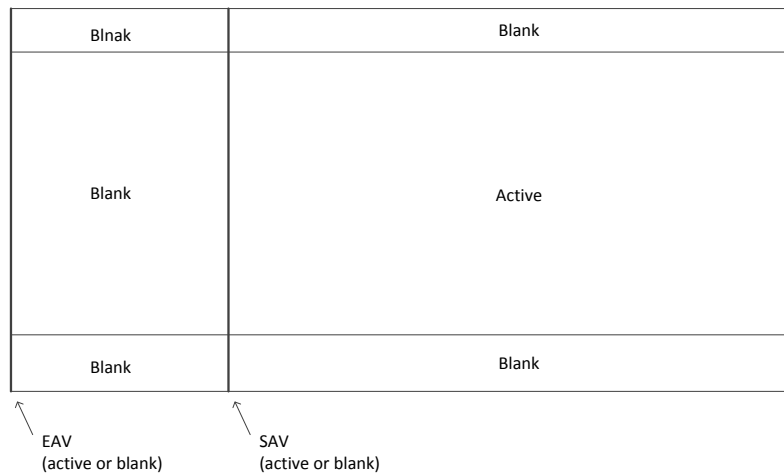 Blnak
Blank
Blank
Active
Blank
Blank
EAV
(active or blank)
SAV
(active or blank)